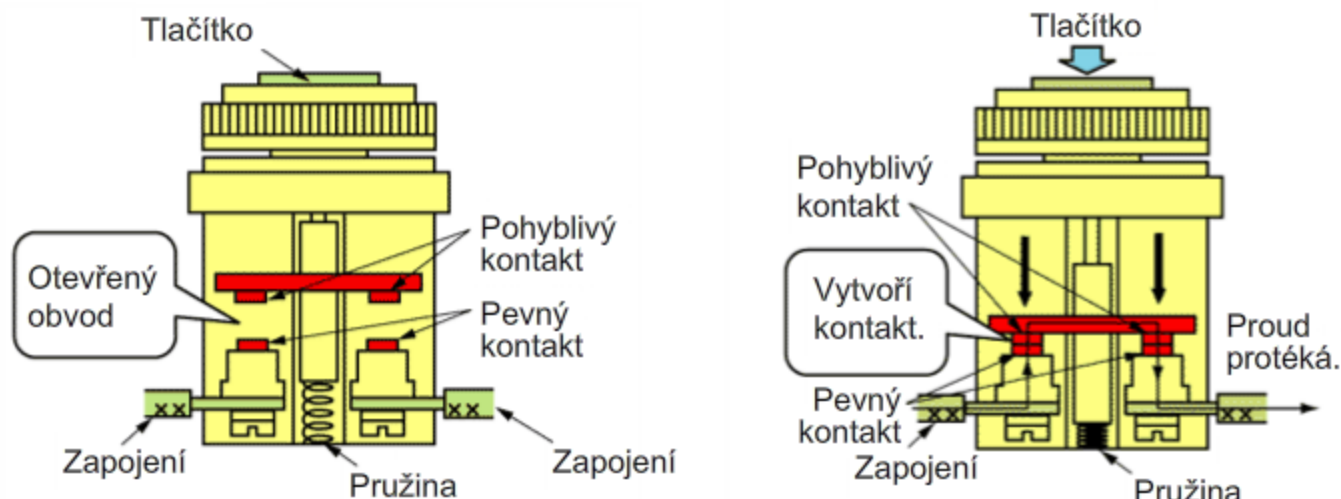 Tlačítko
Otevřený
obvod
Pohyblivý
kontakt
Pevný
kontakt
Zapojení
Pružina
Zapojení
Tlačítko
Pohyblivý
kontakt
Vytvoří
kontakt.
Proud
protéká.
Pevný
kontakt
Zapojení
Pružina